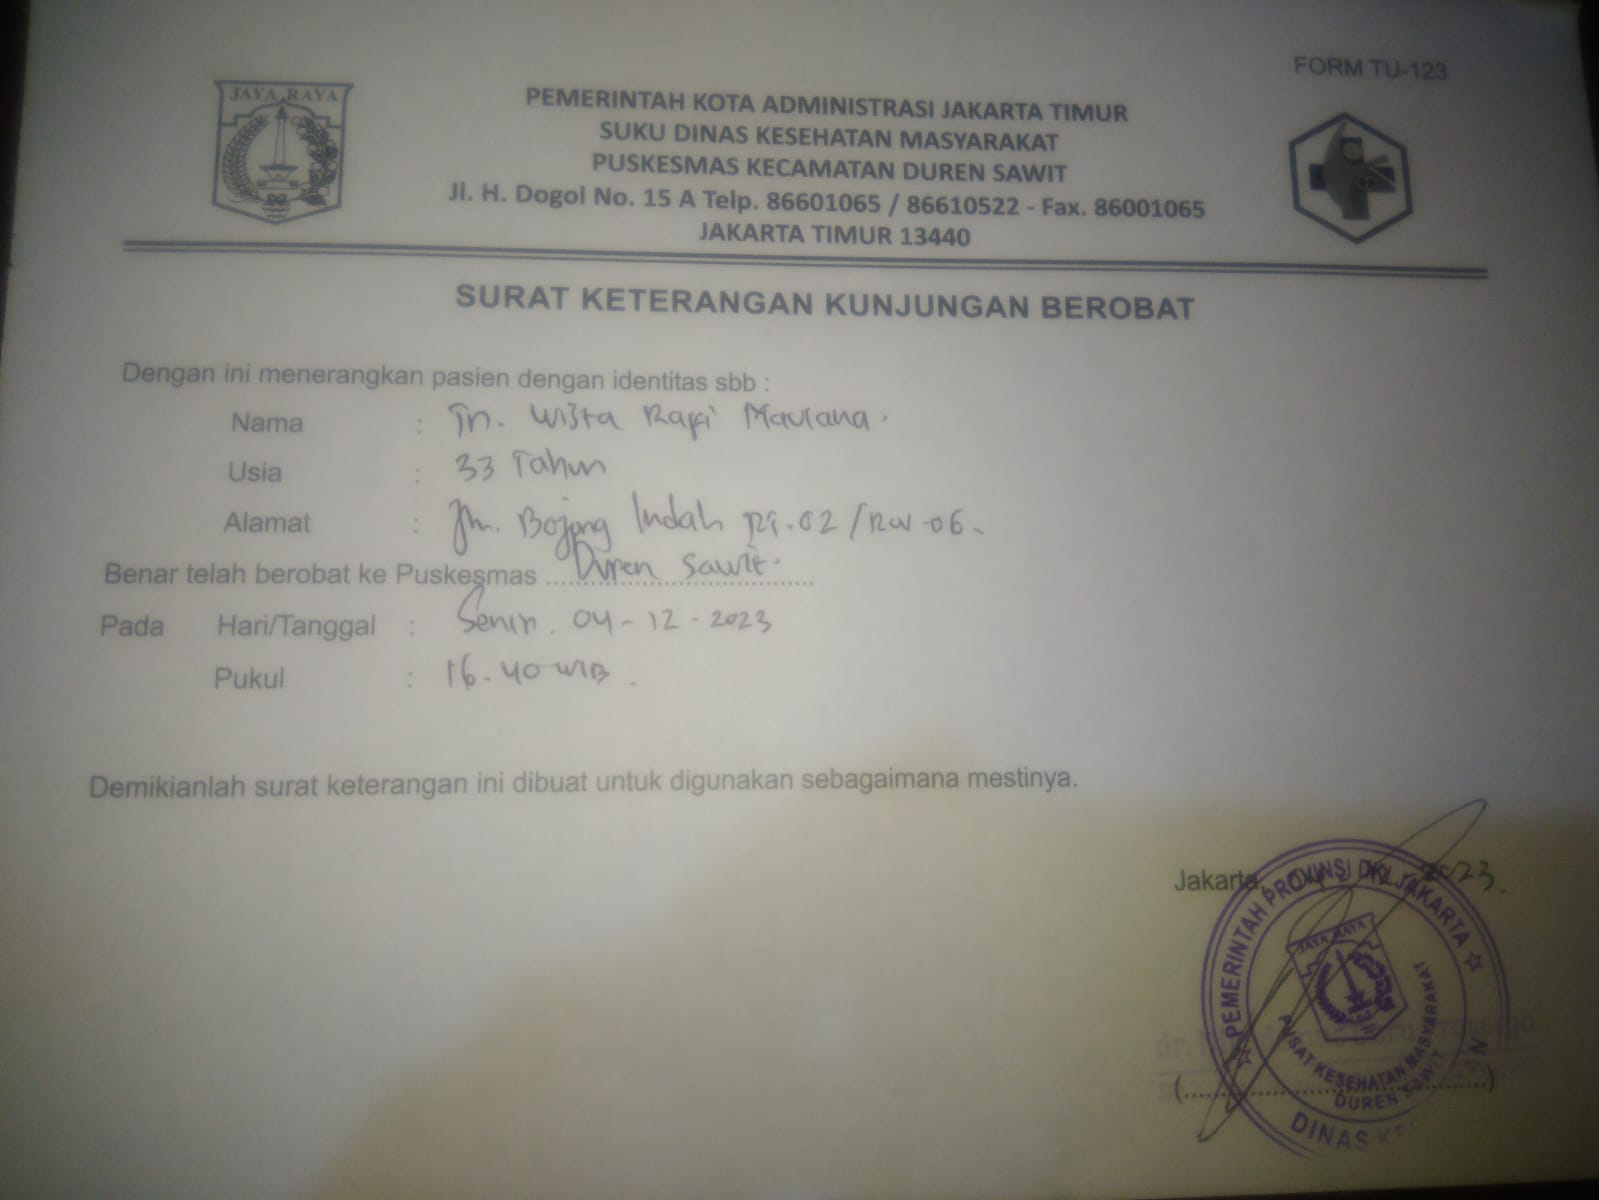 FORM TU-123
JAYA RAYA
PEMERINTAH KOTA ADMINISTRASI JAKARTA TIMUR
SUKU DINAS KESEHATAN MASYARAKAT
PUSKESMAS KECAMATAN DUREN SAWIT
Jl. H. Dogol No. 15 A Telp. 86601065 / 86610522 - Fax. 86001065
JAKARTA TIMUR 13440
SURAT KETERANGAN KUNJUNGAN BEROBAT
Dengan ini menerangkan pasien dengan identitas sbb :
Nama : Tn. Wista Rafi Maulana.
Usia : 33 Tahun
Alamat : Jln. Bojong Indah RT.02/RW.06.
Benar telah berobat ke Puskesmas Duren Sawit.
Pada Hari/Tanggal : Senin. 04-12-2023
Pukul : 16.40 WIB.
Demikianlah surat keterangan ini dibuat untuk digunakan sebagaimana mestinya.
Jakarta, 2023.
PEMERINTAH PROVINSI DKI JAKARTA
JAYA RAYA
PUSAT KESEHATAN MASYARAKAT
DUREN SAWIT
DINAS
dr.
(........................................)